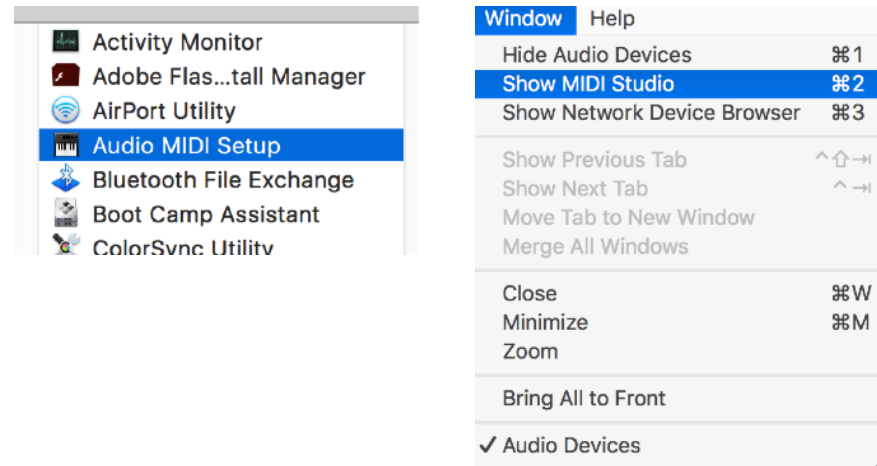 Activity Monitor
Adobe Flas...tall Manager
AirPort Utility
Audio MIDI Setup
Bluetooth File Exchange
Boot Camp Assistant
ColorSync Utility
Window Help
Hide Audio Devices ⌘1
Show MIDI Studio ⌘2
Show Network Device Browser ⌘3
Show Previous Tab ^⇧⇥
Show Next Tab ^⇥
Move Tab to New Window
Merge All Windows
Close ⌘W
Minimize ⌘M
Zoom
Bring All to Front
✓ Audio Devices